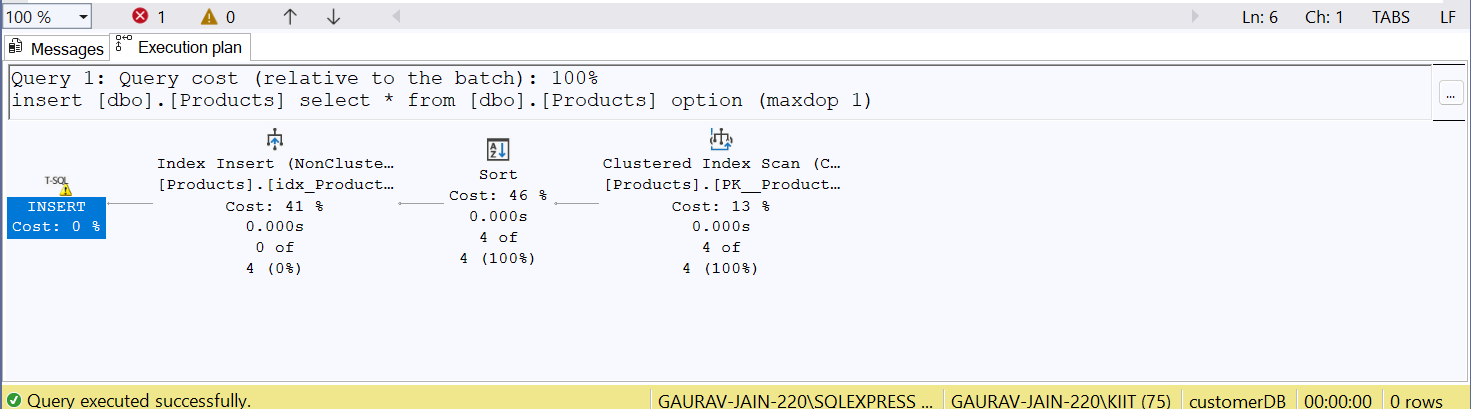 100 % 1 0 Ln: 6 Ch: 1 TABS LF
Messages Execution plan
Query 1: Query cost (relative to the batch): 100%
insert [dbo].[Products] select * from [dbo].[Products] option (maxdop 1)
...
T-SQL
INSERT
Cost: 0 %
Index Insert (NonCluste...
[Products].[idx_Product...
Cost: 41 %
0.000s
0 of
4 (0%)
Sort
Cost: 46 %
0.000s
4 of
4 (100%)
Clustered Index Scan (C...
[Products].[PK__Product...
Cost: 13 %
0.000s
4 of
4 (100%)
Query executed successfully. GAURAV-JAIN-220\SQLEXPRESS ... GAURAV-JAIN-220\KIIT (75) customerDB 00:00:00 0 rows